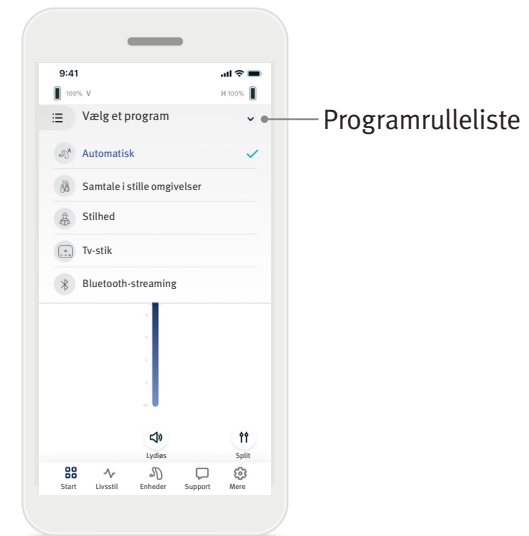 9:41
100% V
H 100%
Vælg et program
Programrulleliste
Automatisk
Samtale i stille omgivelser
Stilhed
Tv-stik
Bluetooth-streaming
Lydløs
Split
Start
Livsstil
Enheder
Support
Mere